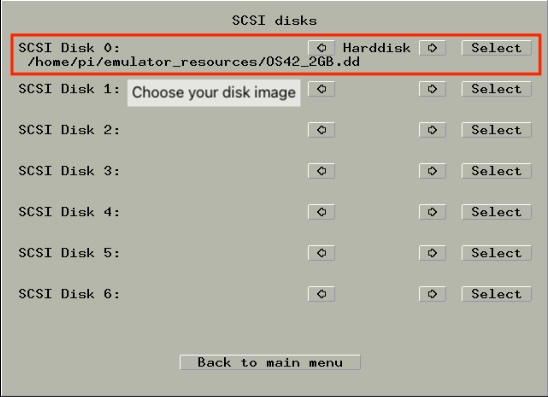 SCSI disks
SCSI Disk 0: Harddisk Select
/home/pi/emulator_resources/OS42_2GB.dd
SCSI Disk 1: Choose your disk image Select
SCSI Disk 2: Select
SCSI Disk 3: Select
SCSI Disk 4: Select
SCSI Disk 5: Select
SCSI Disk 6: Select
Back to main menu